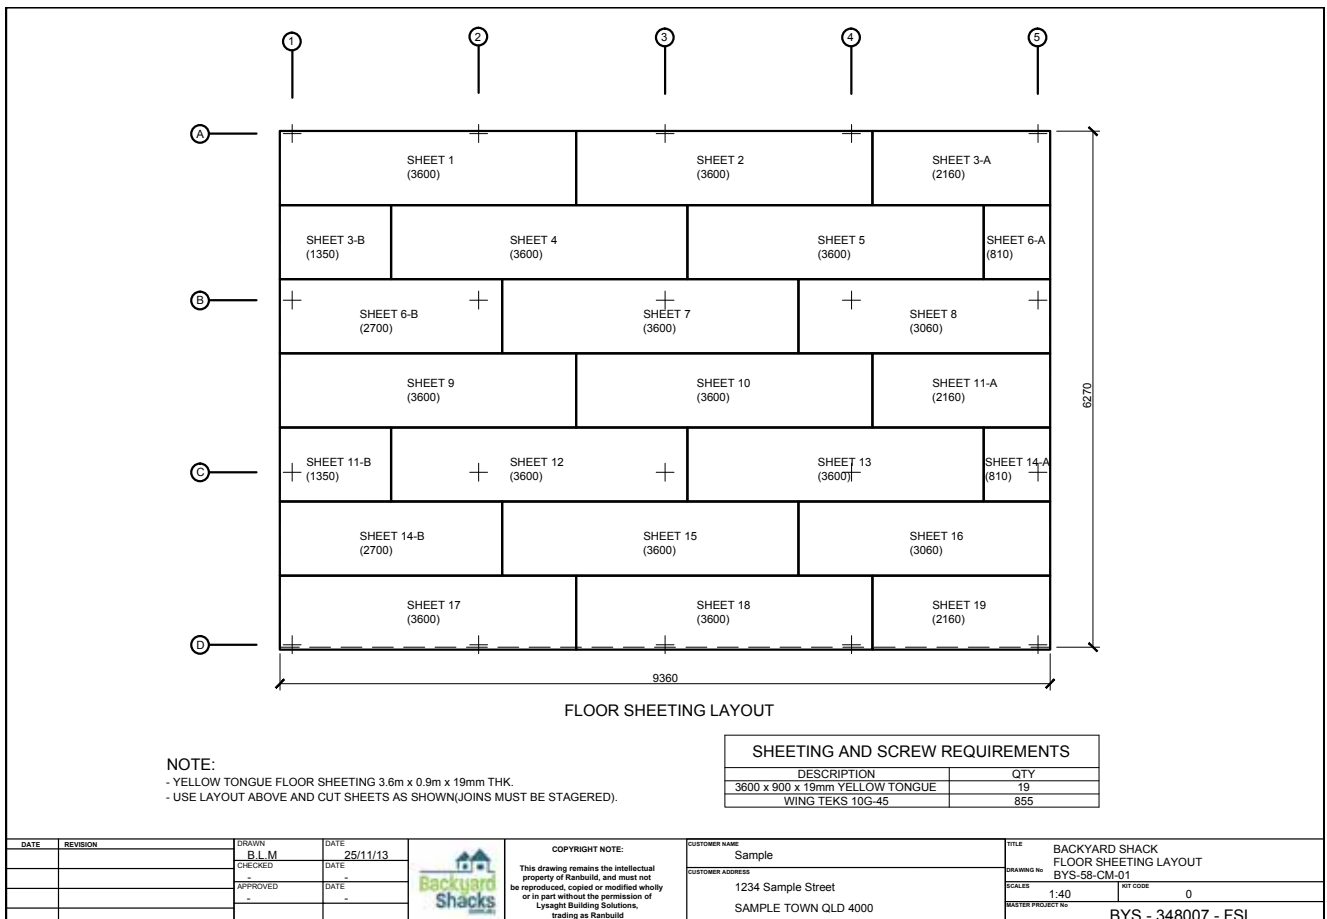 1
2
3
4
5
A
SHEET 1
(3600)
SHEET 2
(3600)
SHEET 3-A
(2160)
SHEET 3-B
(1350)
SHEET 4
(3600)
SHEET 5
(3600)
SHEET 6-A
(810)
B
SHEET 6-B
(2700)
SHEET 7
(3600)
SHEET 8
(3060)
SHEET 9
(3600)
SHEET 10
(3600)
SHEET 11-A
(2160)
6270
C
SHEET 11-B
(1350)
SHEET 12
(3600)
SHEET 13
(3600)
SHEET 14-A
(810)
SHEET 14-B
(2700)
SHEET 15
(3600)
SHEET 16
(3060)
SHEET 17
(3600)
SHEET 18
(3600)
SHEET 19
(2160)
D
9360
FLOOR SHEETING LAYOUT
NOTE:
- YELLOW TONGUE FLOOR SHEETING 3.6m x 0.9m x 19mm THK.
- USE LAYOUT ABOVE AND CUT SHEETS AS SHOWN(JOINS MUST BE STAGERED).
SHEETING AND SCREW REQUIREMENTS
DESCRIPTION QTY
3600 x 900 x 19mm YELLOW TONGUE 19
WING TEKS 10G-45 855
DATE REVISION
DRAWN B.L.M DATE 25/11/13
CHECKED - DATE -
APPROVED - DATE -
Backyard
Shacks
COPYRIGHT NOTE:
This drawing remains the intellectual
property of Ranbuild, and must not
be reproduced, copied or modified wholly
or in part without the permission of
Lysaght Building Solutions,
trading as Ranbuild
CUSTOMER NAME
Sample
CUSTOMER ADDRESS
1234 Sample Street
SAMPLE TOWN QLD 4000
TITLE
BACKYARD SHACK
FLOOR SHEETING LAYOUT
DRAWING No BYS-58-CM-01
SCALES 1:40 KIT CODE 0
MASTER PROJECT No
BYS - 348007 - FSL